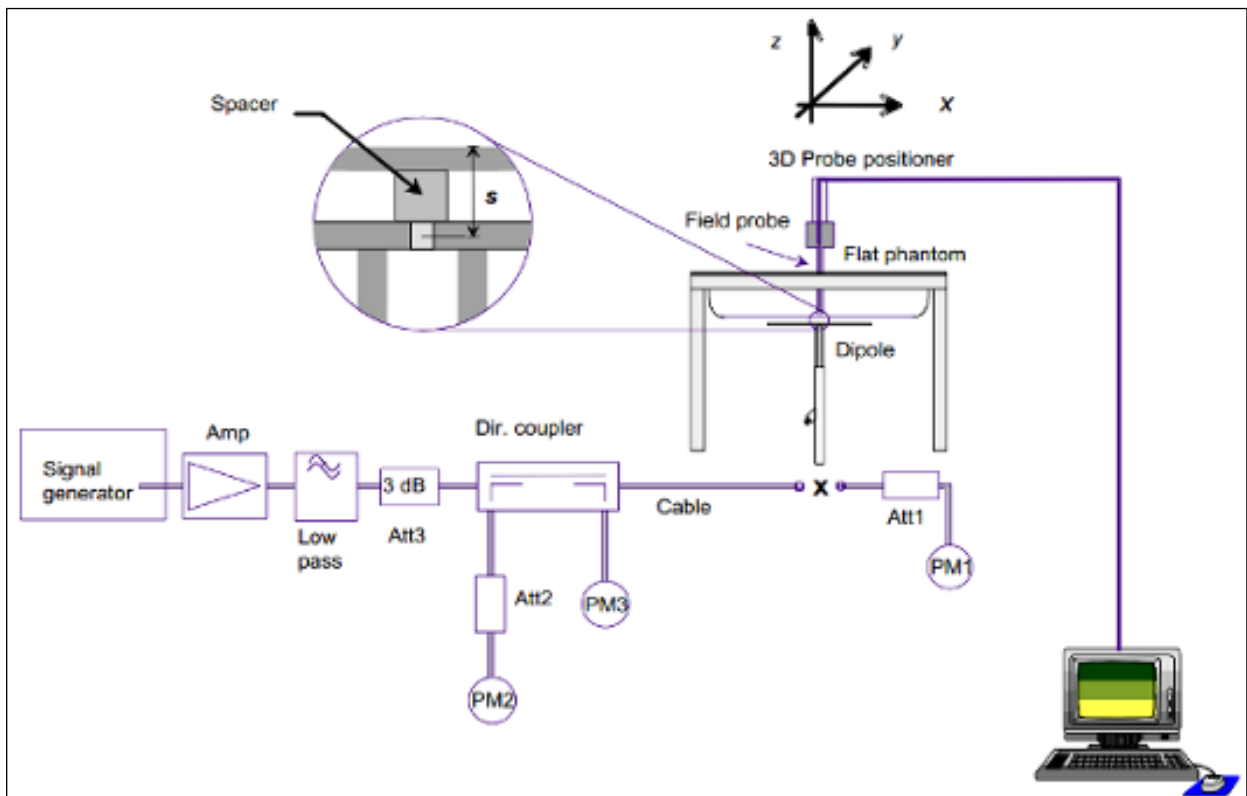 z
y
x
Spacer
s
3D Probe positioner
Field probe
Flat phantom
Dipole
Signal
generator
Amp
Low
pass
3 dB
Att3
Dir. coupler
Cable
x
Att1
PM1
Att2
PM3
PM2